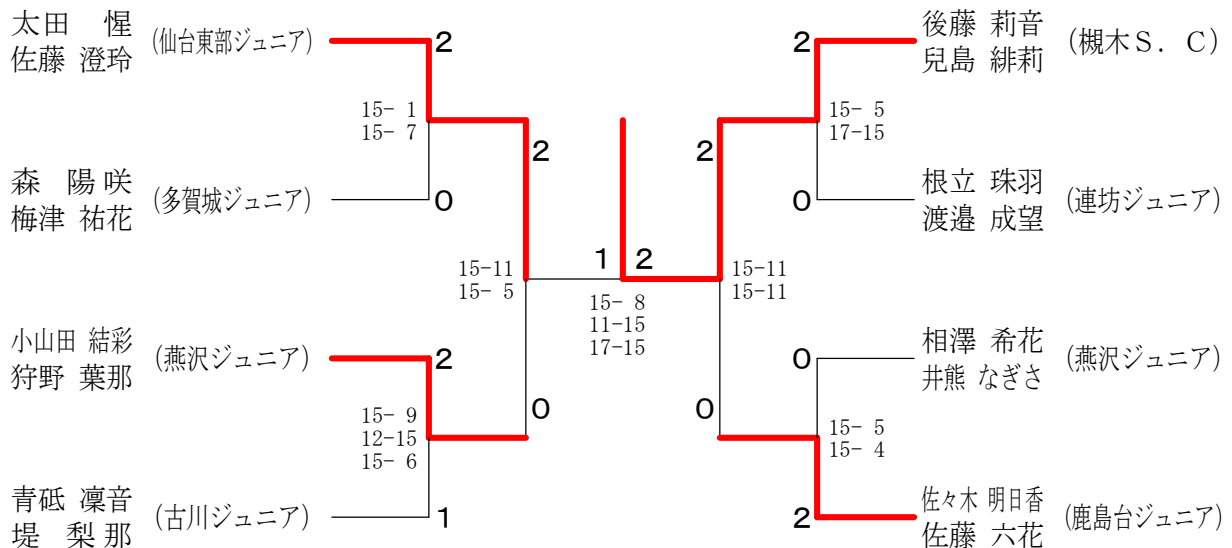 太田 惺
佐藤 澄玲
(仙台東部ジュニア)
2
15- 1
15- 7
2
森 陽咲
梅津 祐花
(多賀城ジュニア)
0
15-11
15- 5
小山田 結彩
狩野 葉那
(燕沢ジュニア)
2
15- 9
12-15
15- 6
0
青砥 凜音
堤 梨那
(古川ジュニア)
1
1 2
15- 8
11-15
17-15
2
後藤 莉音
兒島 緋莉
(槻木S. C)
15- 5
17-15
2
0
根立 珠羽
渡邉 成望
(連坊ジュニア)
15-11
15-11
0
相澤 希花
井熊 なぎさ
(燕沢ジュニア)
0
15- 5
15- 4
2
佐々木 明日香
佐藤 六花
(鹿島台ジュニア)